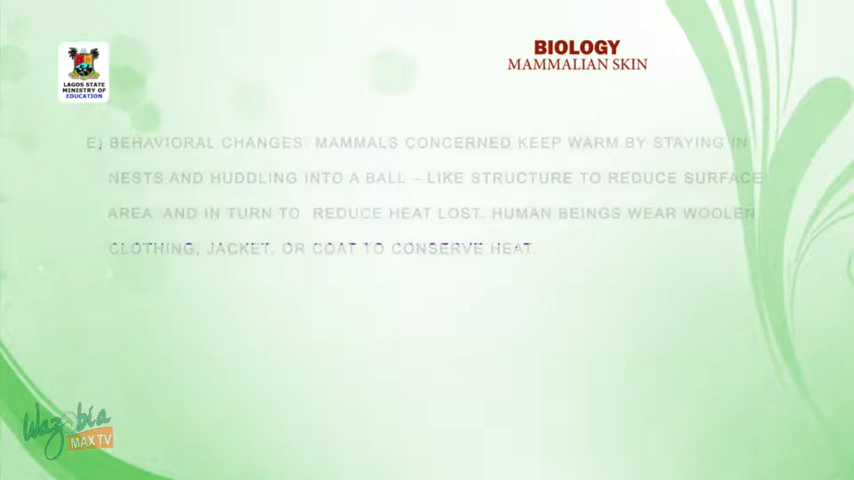 BIOLOGY
MAMMALIAN SKIN
LAGOS STATE
MINISTRY OF
EDUCATION
E) BEHAVIORAL CHANGES: MAMMALS CONCERNED KEEP WARM BY STAYING IN
NESTS AND HUDDLING INTO A BALL – LIKE STRUCTURE TO REDUCE SURFACE
AREA AND IN TURN TO REDUCE HEAT LOST. HUMAN BEINGS WEAR WOOLEN
CLOTHING, JACKET, OR COAT TO CONSERVE HEAT.
Wazobia
MAX TV